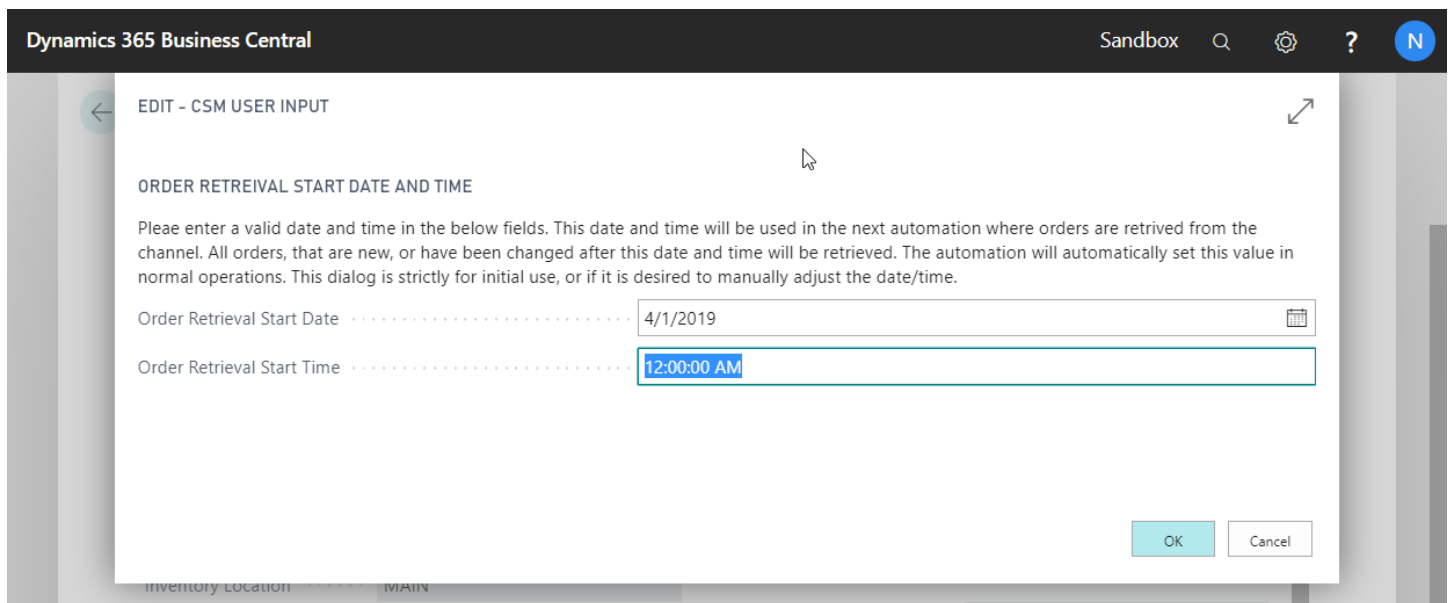 Dynamics 365 Business Central
Sandbox
?
N
EDIT - CSM USER INPUT
ORDER RETREIVAL START DATE AND TIME
Pleae enter a valid date and time in the below fields. This date and time will be used in the next automation where orders are retrived from the
channel. All orders, that are new, or have been changed after this date and time will be retrieved. The automation will automatically set this value in
normal operations. This dialog is strictly for initial use, or if it is desired to manually adjust the date/time.
Order Retrieval Start Date 4/1/2019
Order Retrieval Start Time 12:00:00 AM
OK Cancel
Inventory Location MAIN